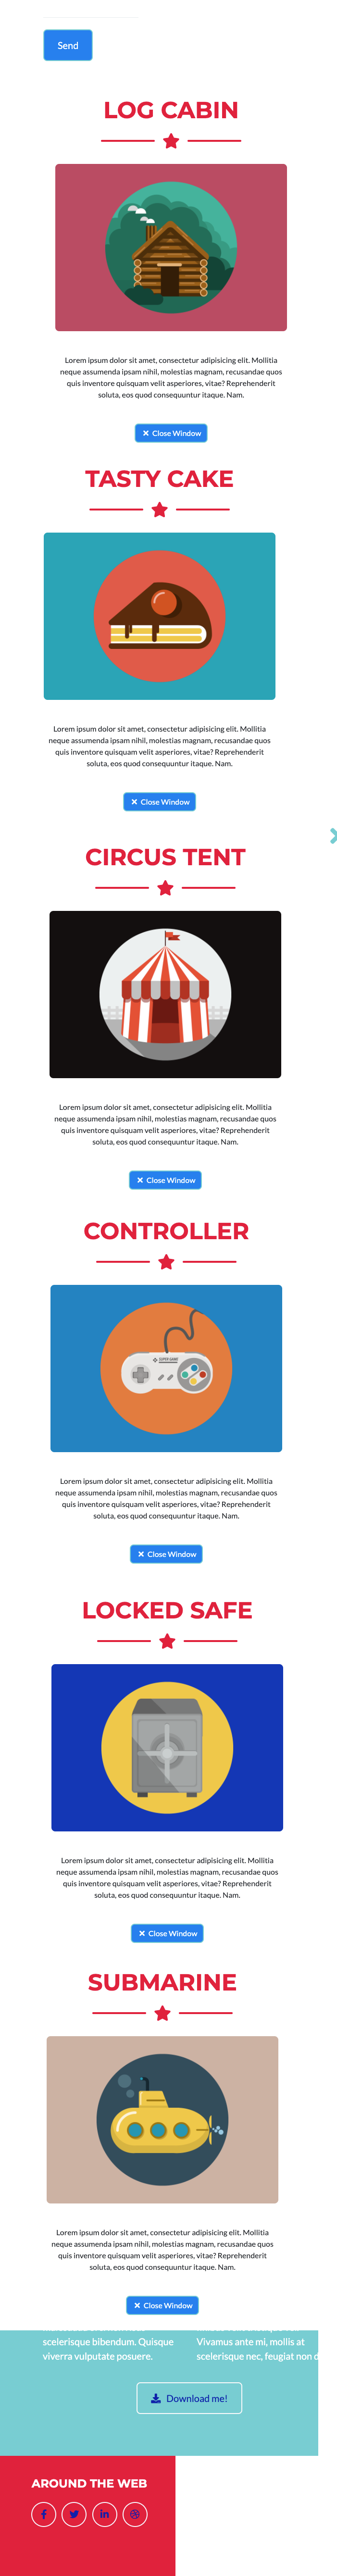 Send
LOG CABIN
Lorem ipsum dolor sit amet, consectetur adipisicing elit. Mollitia
neque assumenda ipsam nihil, molestias magnam, recusandae quos
quis inventore quisquam velit asperiores, vitae? Reprehenderit
soluta, eos quod consequuntur itaque. Nam.
Close Window
TASTY CAKE
Lorem ipsum dolor sit amet, consectetur adipisicing elit. Mollitia
neque assumenda ipsam nihil, molestias magnam, recusandae quos
quis inventore quisquam velit asperiores, vitae? Reprehenderit
soluta, eos quod consequuntur itaque. Nam.
Close Window
CIRCUS TENT
Lorem ipsum dolor sit amet, consectetur adipisicing elit. Mollitia
neque assumenda ipsam nihil, molestias magnam, recusandae quos
quis inventore quisquam velit asperiores, vitae? Reprehenderit
soluta, eos quod consequuntur itaque. Nam.
Close Window
CONTROLLER
SUPER GAME
Lorem ipsum dolor sit amet, consectetur adipisicing elit. Mollitia
neque assumenda ipsam nihil, molestias magnam, recusandae quos
quis inventore quisquam velit asperiores, vitae? Reprehenderit
soluta, eos quod consequuntur itaque. Nam.
Close Window
LOCKED SAFE
Lorem ipsum dolor sit amet, consectetur adipisicing elit. Mollitia
neque assumenda ipsam nihil, molestias magnam, recusandae quos
quis inventore quisquam velit asperiores, vitae? Reprehenderit
soluta, eos quod consequuntur itaque. Nam.
Close Window
SUBMARINE
Lorem ipsum dolor sit amet, consectetur adipisicing elit. Mollitia
neque assumenda ipsam nihil, molestias magnam, recusandae quos
quis inventore quisquam velit asperiores, vitae? Reprehenderit
soluta, eos quod consequuntur itaque. Nam.
Close Window
scelerisque bibendum. Quisque
viverra vulputate posuere.
Vivamus ante mi, mollis at
scelerisque nec, feugiat non d
Download me!
AROUND THE WEB